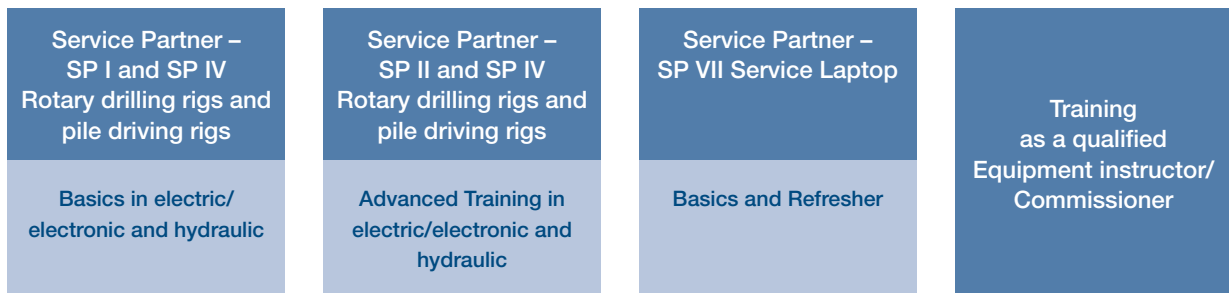 Service Partner –
SP I and SP IV
Rotary drilling rigs and
pile driving rigs
Basics in electric/
electronic and hydraulic
Service Partner –
SP II and SP IV
Rotary drilling rigs and
pile driving rigs
Advanced Training in
electric/electronic and
hydraulic
Service Partner –
SP VII Service Laptop
Basics and Refresher
Training
as a qualified
Equipment instructor/
Commissioner